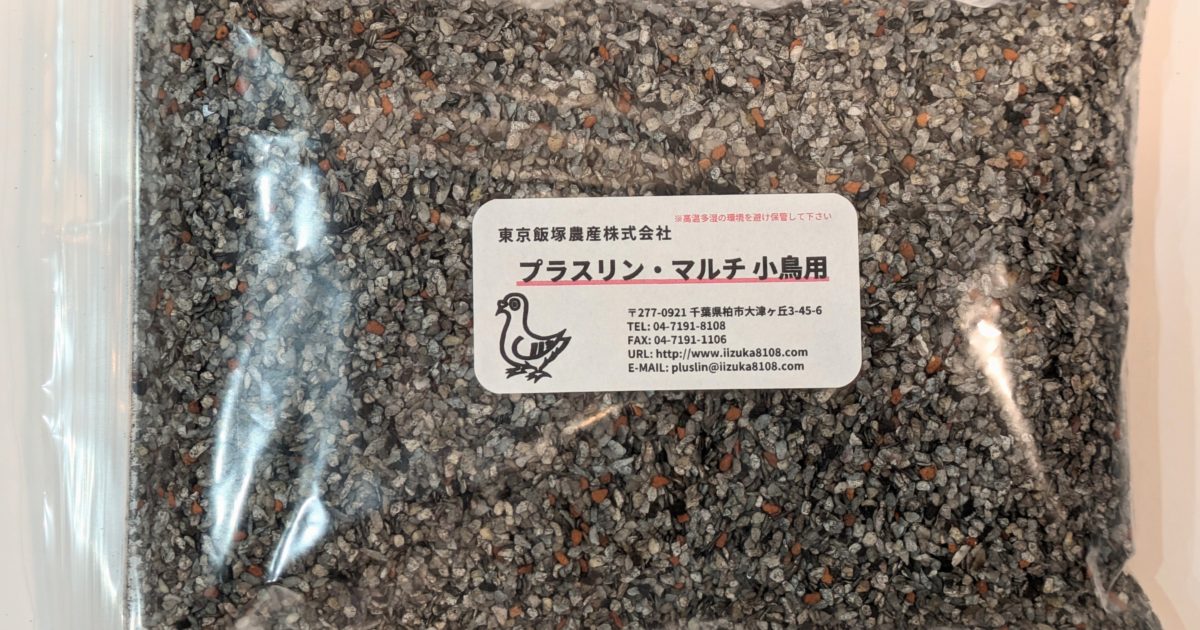 ※高温多湿の環境を避け保管して下さい
東京飯塚農産株式会社
プラスリン・マルチ 小鳥用
〒277-0921 千葉県柏市大津ヶ丘3-45-6
TEL: 04-7191-8108
FAX: 04-7191-1106
URL: http://www.iizuka8108.com
E-MAIL: pluslin@iizuka8108.com